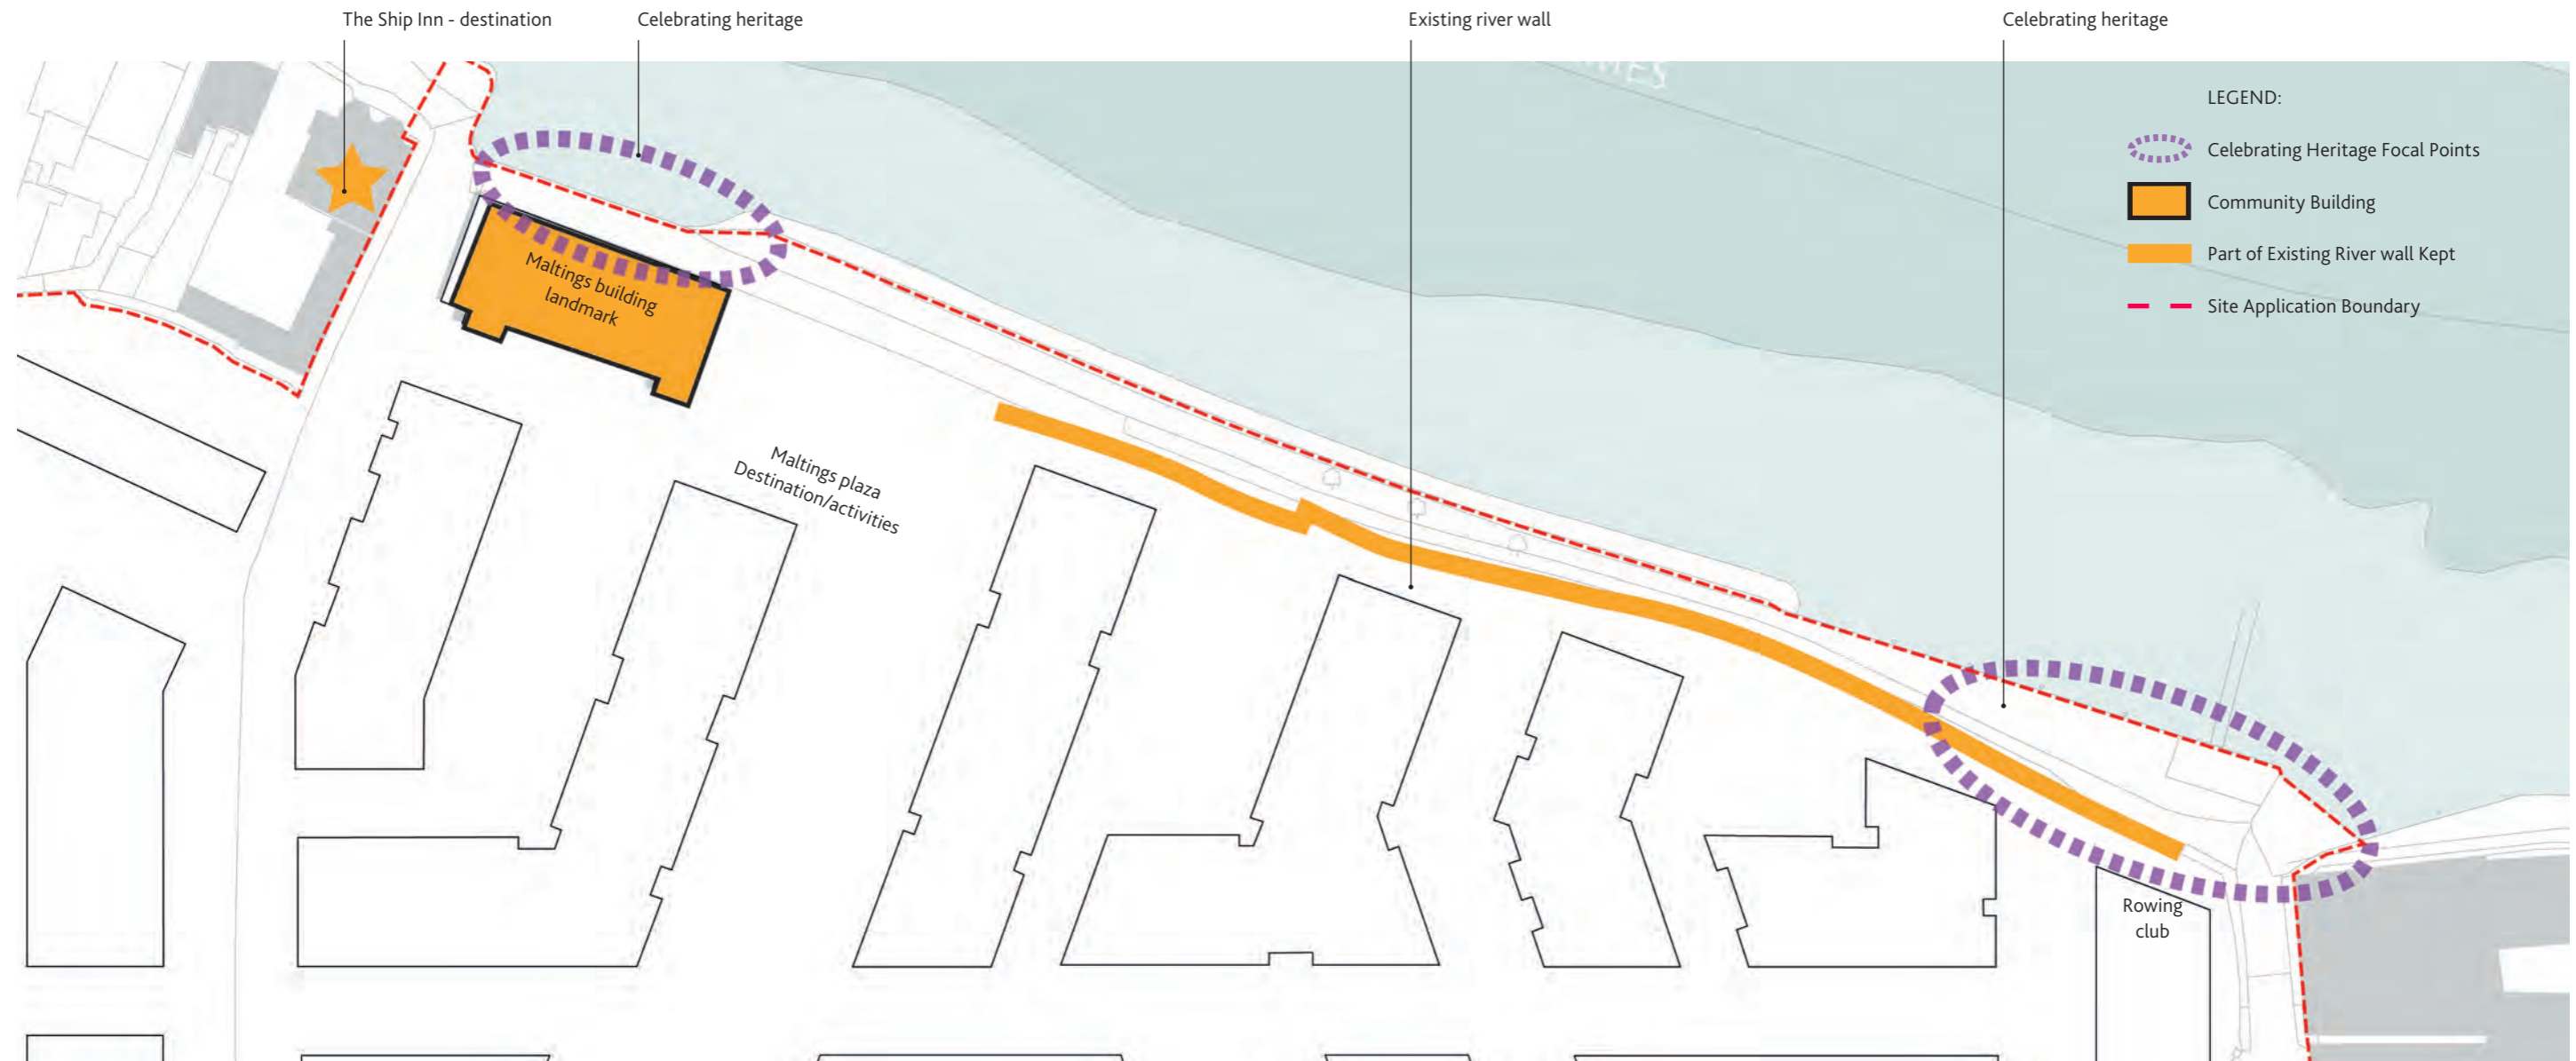 The Ship Inn - destination
Celebrating heritage
Existing river wall
Celebrating heritage
LEGEND:
Celebrating Heritage Focal Points
Community Building
Part of Existing River wall Kept
Site Application Boundary
Maltings building
landmark
Maltings plaza
Destination/activities
Rowing
club